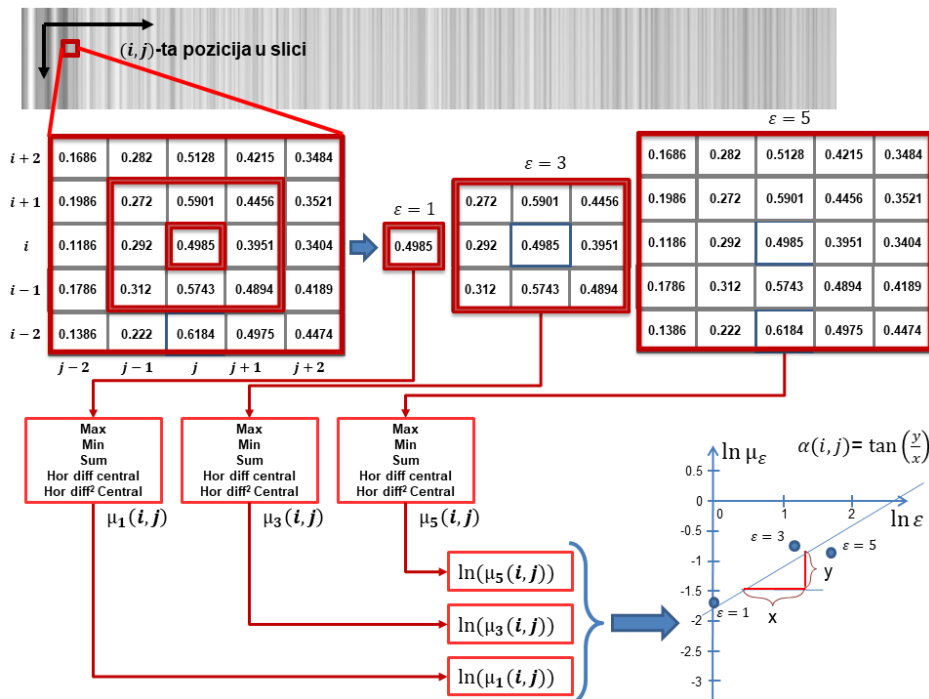 (i,j)-ta pozicija u slici
ε = 5
ε = 3
ε = 1
i + 2 0.1686 0.282 0.5128 0.4215 0.3484
i + 1 0.1986 0.272 0.5901 0.4456 0.3521
i 0.1186 0.292 0.4985 0.3951 0.3404
i − 1 0.1786 0.312 0.5743 0.4894 0.4189
i − 2 0.1386 0.222 0.6184 0.4975 0.4474
j − 2 j − 1 j j + 1 j + 2
0.4985
0.272 0.5901 0.4456
0.292 0.4985 0.3951
0.312 0.5743 0.4894
0.1686 0.282 0.5128 0.4215 0.3484
0.1986 0.272 0.5901 0.4456 0.3521
0.1186 0.292 0.4985 0.3951 0.3404
0.1786 0.312 0.5743 0.4894 0.4189
0.1386 0.222 0.6184 0.4975 0.4474
Max
Min
Sum
Hor diff central
Hor diff² Central
μ₁(i,j)
Max
Min
Sum
Hor diff central
Hor diff² Central
μ₃(i,j)
Max
Min
Sum
Hor diff central
Hor diff² Central
μ₅(i,j)
ln(μ₅(i,j))
ln(μ₃(i,j))
ln(μ₁(i,j))
ln με
α(i,j)= tan (y/x)
0.5
0
-0.5
-1
-1.5
-2
-2.5
-3
0 1 2
ln ε
ε = 3
ε = 5
ε = 1
y
x